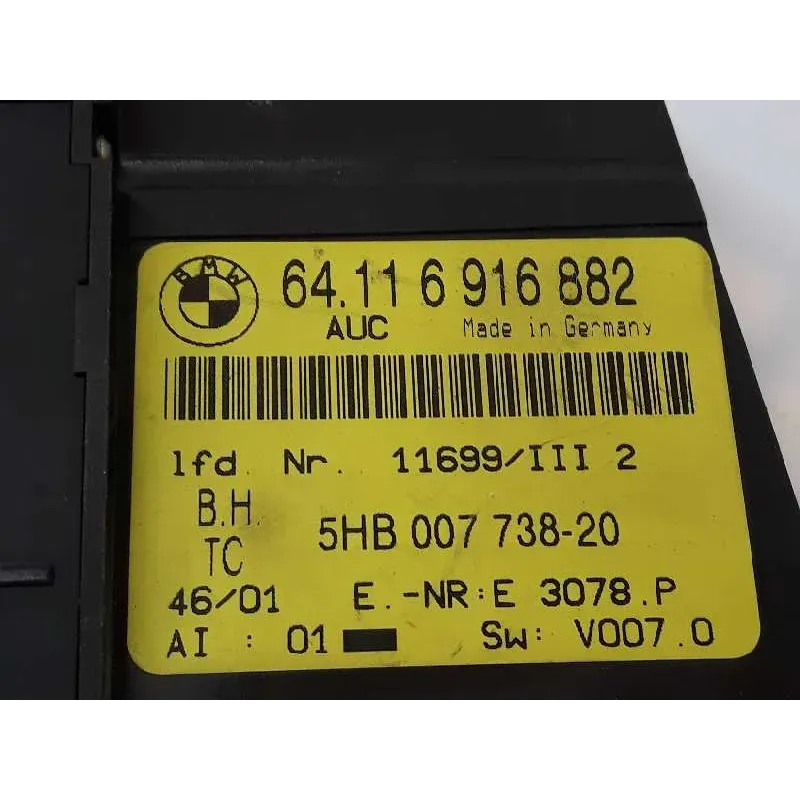 BMW
64.11 6 916 882
AUC Made in Germany
lfd. Nr. 11699/III 2
B.H.
TC
5HB 007 738-20
46/01 E.-NR:E 3078.P
AI : 01 Sw: V007.0